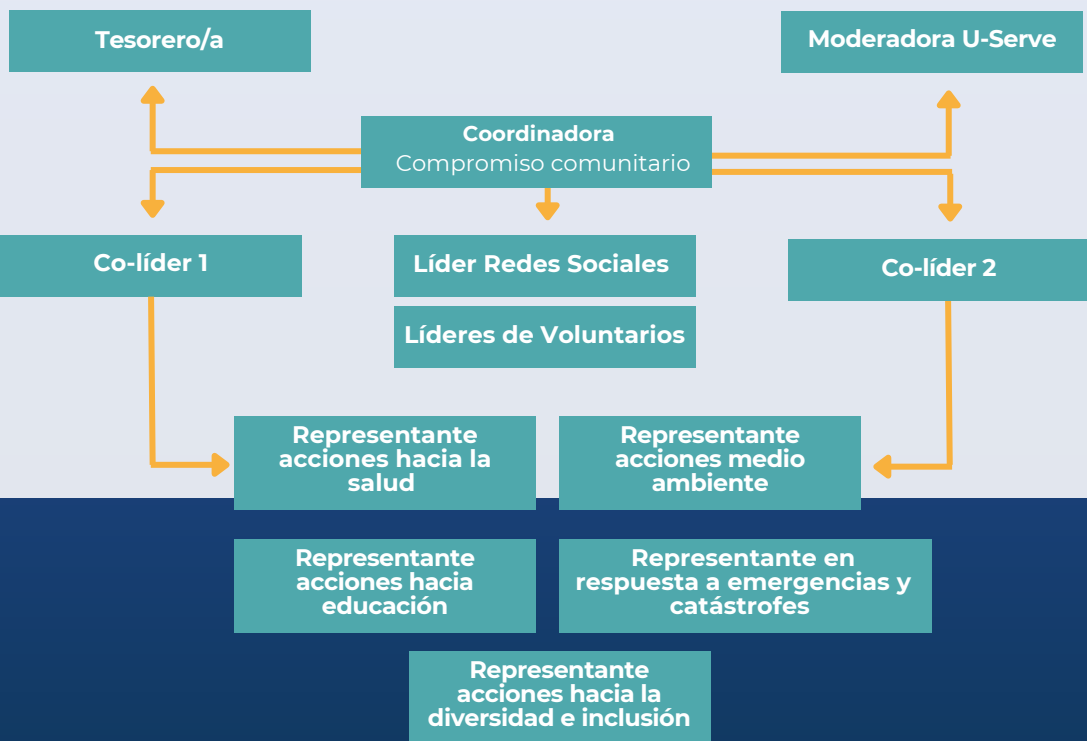 Tesorero/a
Moderadora U-Serve
Coordinadora
Compromiso comunitario
Co-líder 1
Líder Redes Sociales
Co-líder 2
Líderes de Voluntarios
Representante
acciones hacia la
salud
Representante
acciones medio
ambiente
Representante
acciones hacia
educación
Representante en
respuesta a emergencias y
catástrofes
Representante
acciones hacia la
diversidad e inclusión